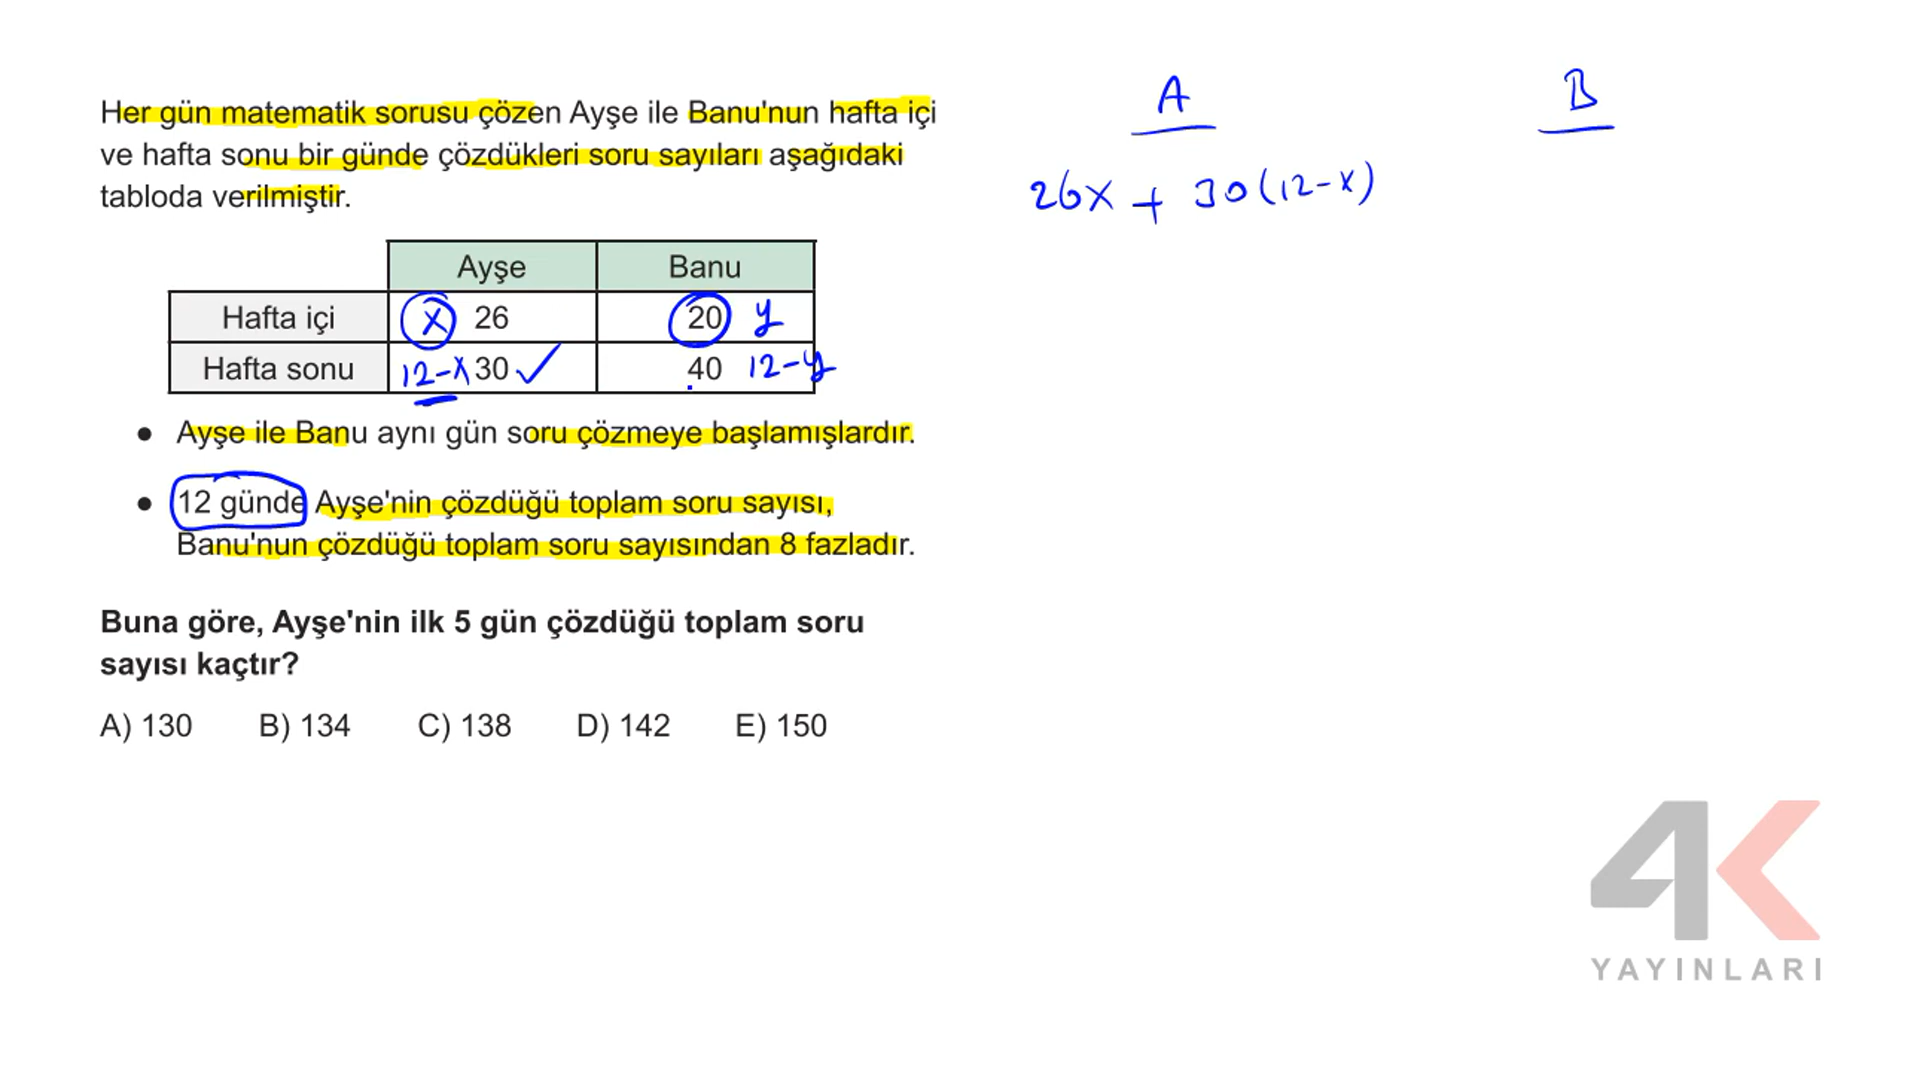 Her gün matematik sorusu çözen Ayşe ile Banu'nun hafta içi
ve hafta sonu bir günde çözdükleri soru sayıları aşağıdaki
tabloda verilmiştir.
Ayşe Banu
Hafta içi x 26 20 y
Hafta sonu 12-x 30 ✓ 40 12-y
● Ayşe ile Banu aynı gün soru çözmeye başlamışlardır.
● 12 günde Ayşe'nin çözdüğü toplam soru sayısı,
Banu'nun çözdüğü toplam soru sayısından 8 fazladır.
Buna göre, Ayşe'nin ilk 5 gün çözdüğü toplam soru
sayısı kaçtır?
A) 130 B) 134 C) 138 D) 142 E) 150
A B
26x + 30(12-x)
4K
YAYINLARI